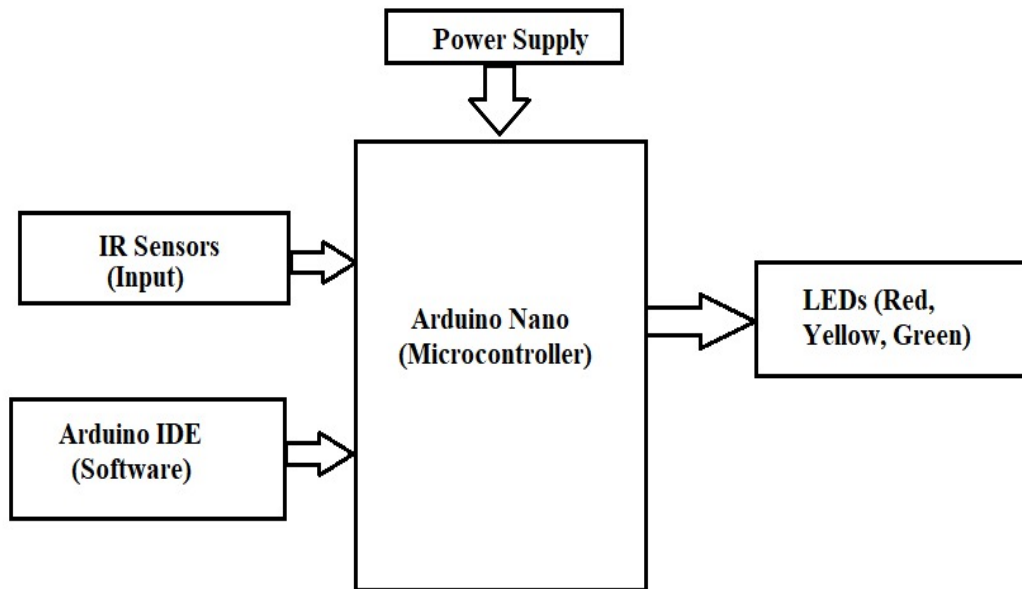 Power Supply
IR Sensors
(Input)
Arduino Nano
(Microcontroller)
LEDs (Red,
Yellow, Green)
Arduino IDE
(Software)